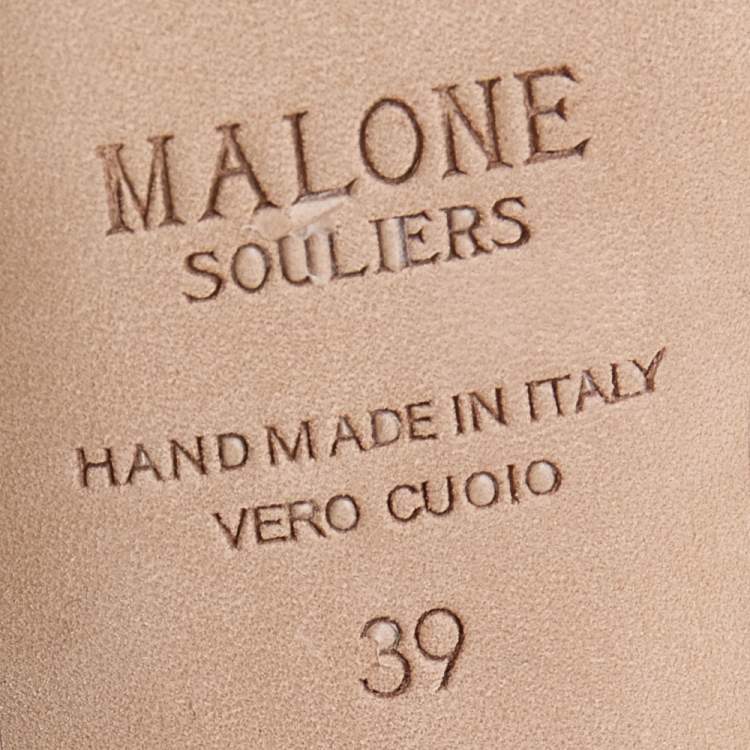 MALONE
SOULIERS
HAND MADE IN ITALY
VERO CUOIO
39